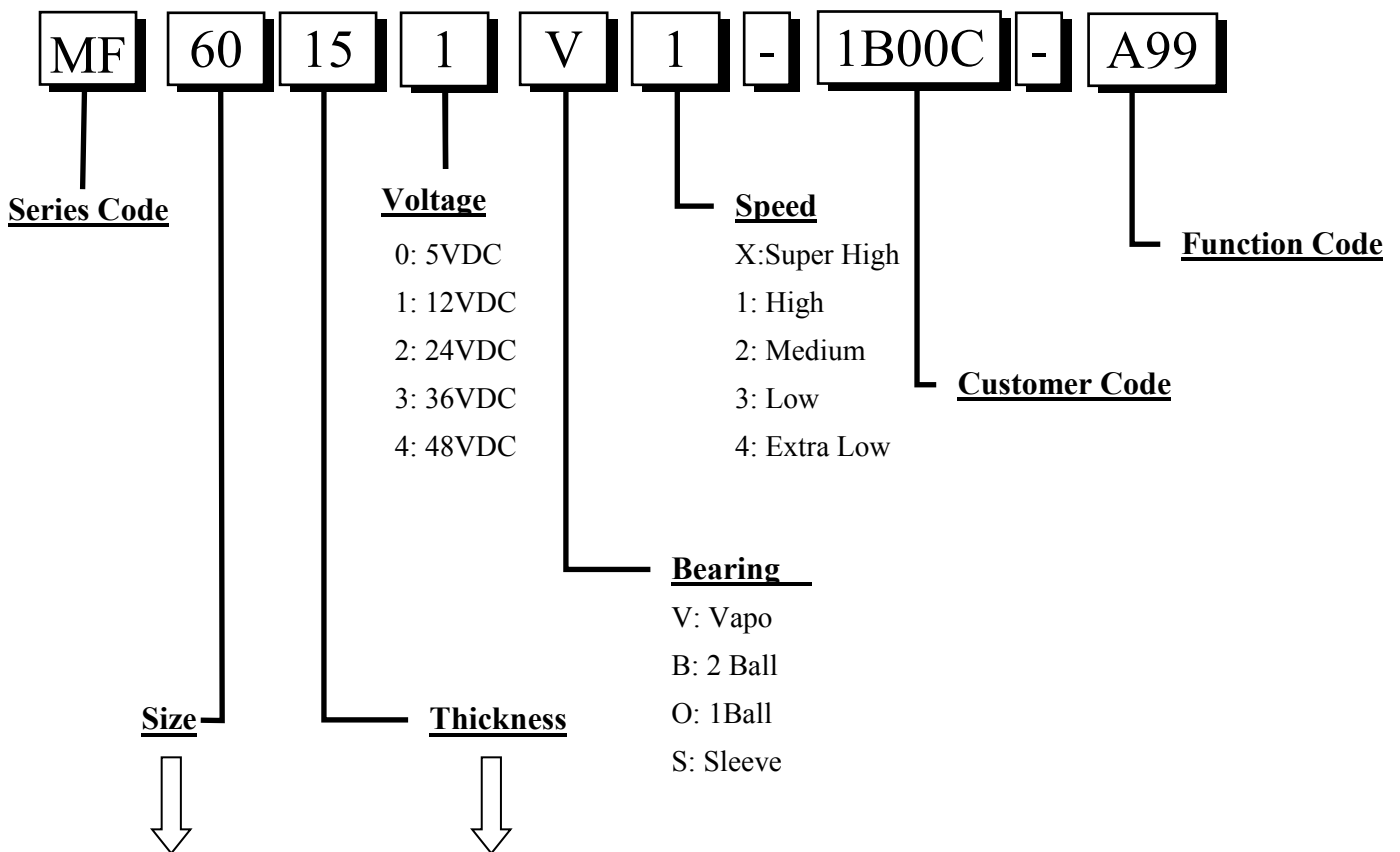 MF 60 15 1 V 1 - 1B00C - A99
Series Code
Voltage
0: 5VDC
1: 12VDC
2: 24VDC
3: 36VDC
4: 48VDC
Speed
X:Super High
1: High
2: Medium
3: Low
4: Extra Low
Function Code
Customer Code
Bearing
V: Vapo
B: 2 Ball
O: 1Ball
S: Sleeve
Size
Thickness